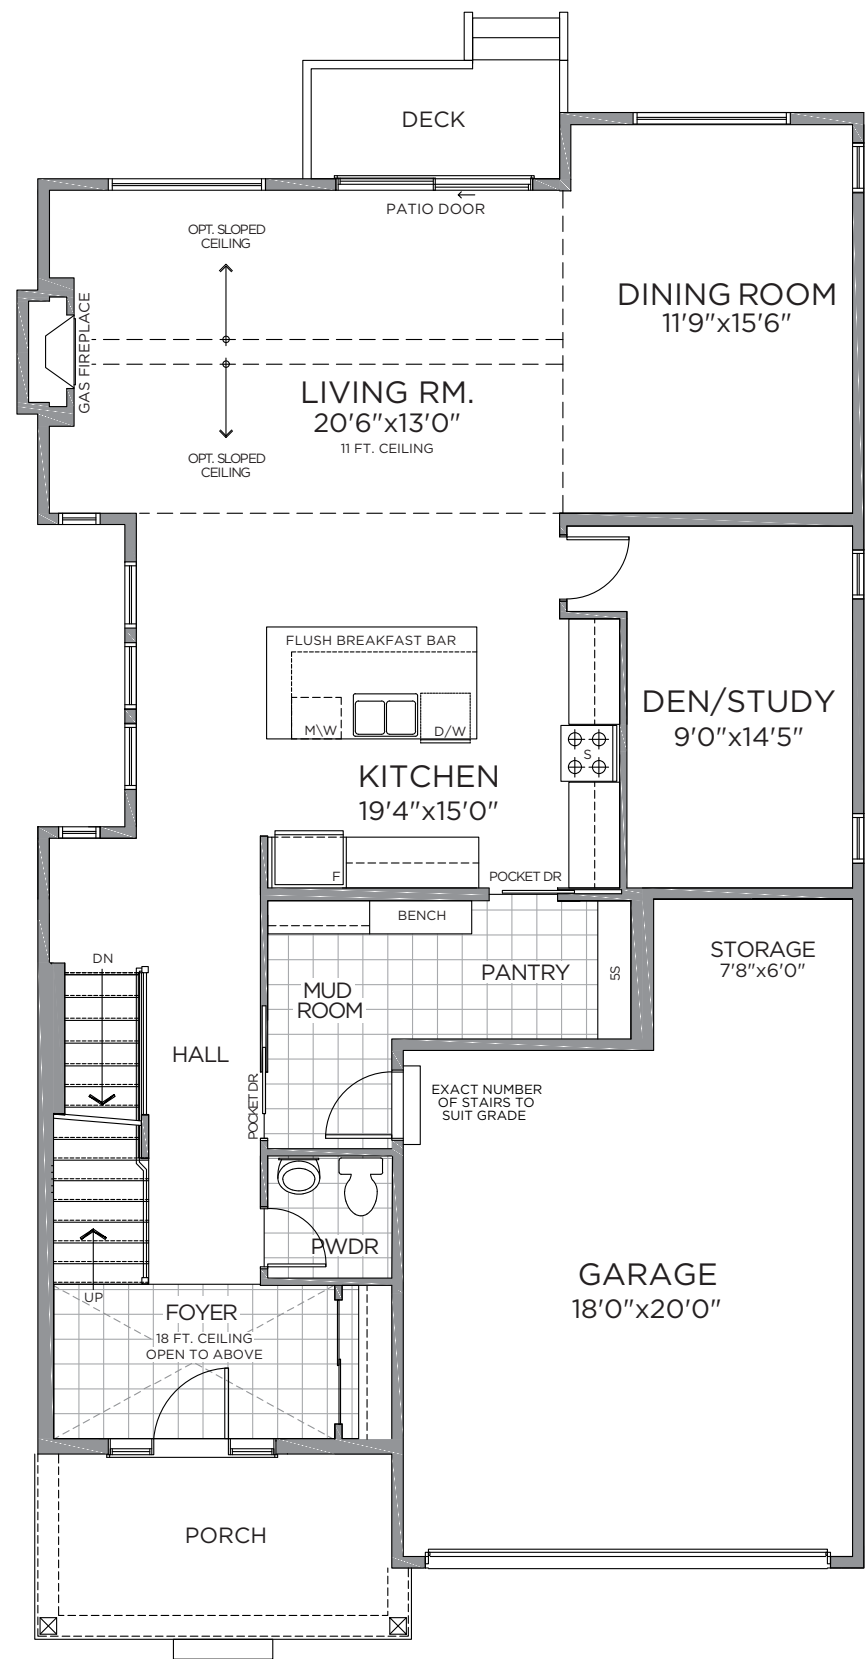 DECK
PATIO DOOR
OPT. SLOPED
CEILING
DINING ROOM
11'9"x15'6"
GAS FIREPLACE
LIVING RM.
20'6"x13'0"
11 FT. CEILING
OPT. SLOPED
CEILING
FLUSH BREAKFAST BAR
M\W
D/W
DEN/STUDY
9'0"x14'5"
S
KITCHEN
19'4"x15'0"
F
POCKET DR
BENCH
STORAGE
7'8"x6'0"
DN
PANTRY
5S
MUD
ROOM
HALL
POCKET DR
EXACT NUMBER
OF STAIRS TO
SUIT GRADE
PWDR
GARAGE
18'0"x20'0"
UP
FOYER
18 FT. CEILING
OPEN TO ABOVE
PORCH